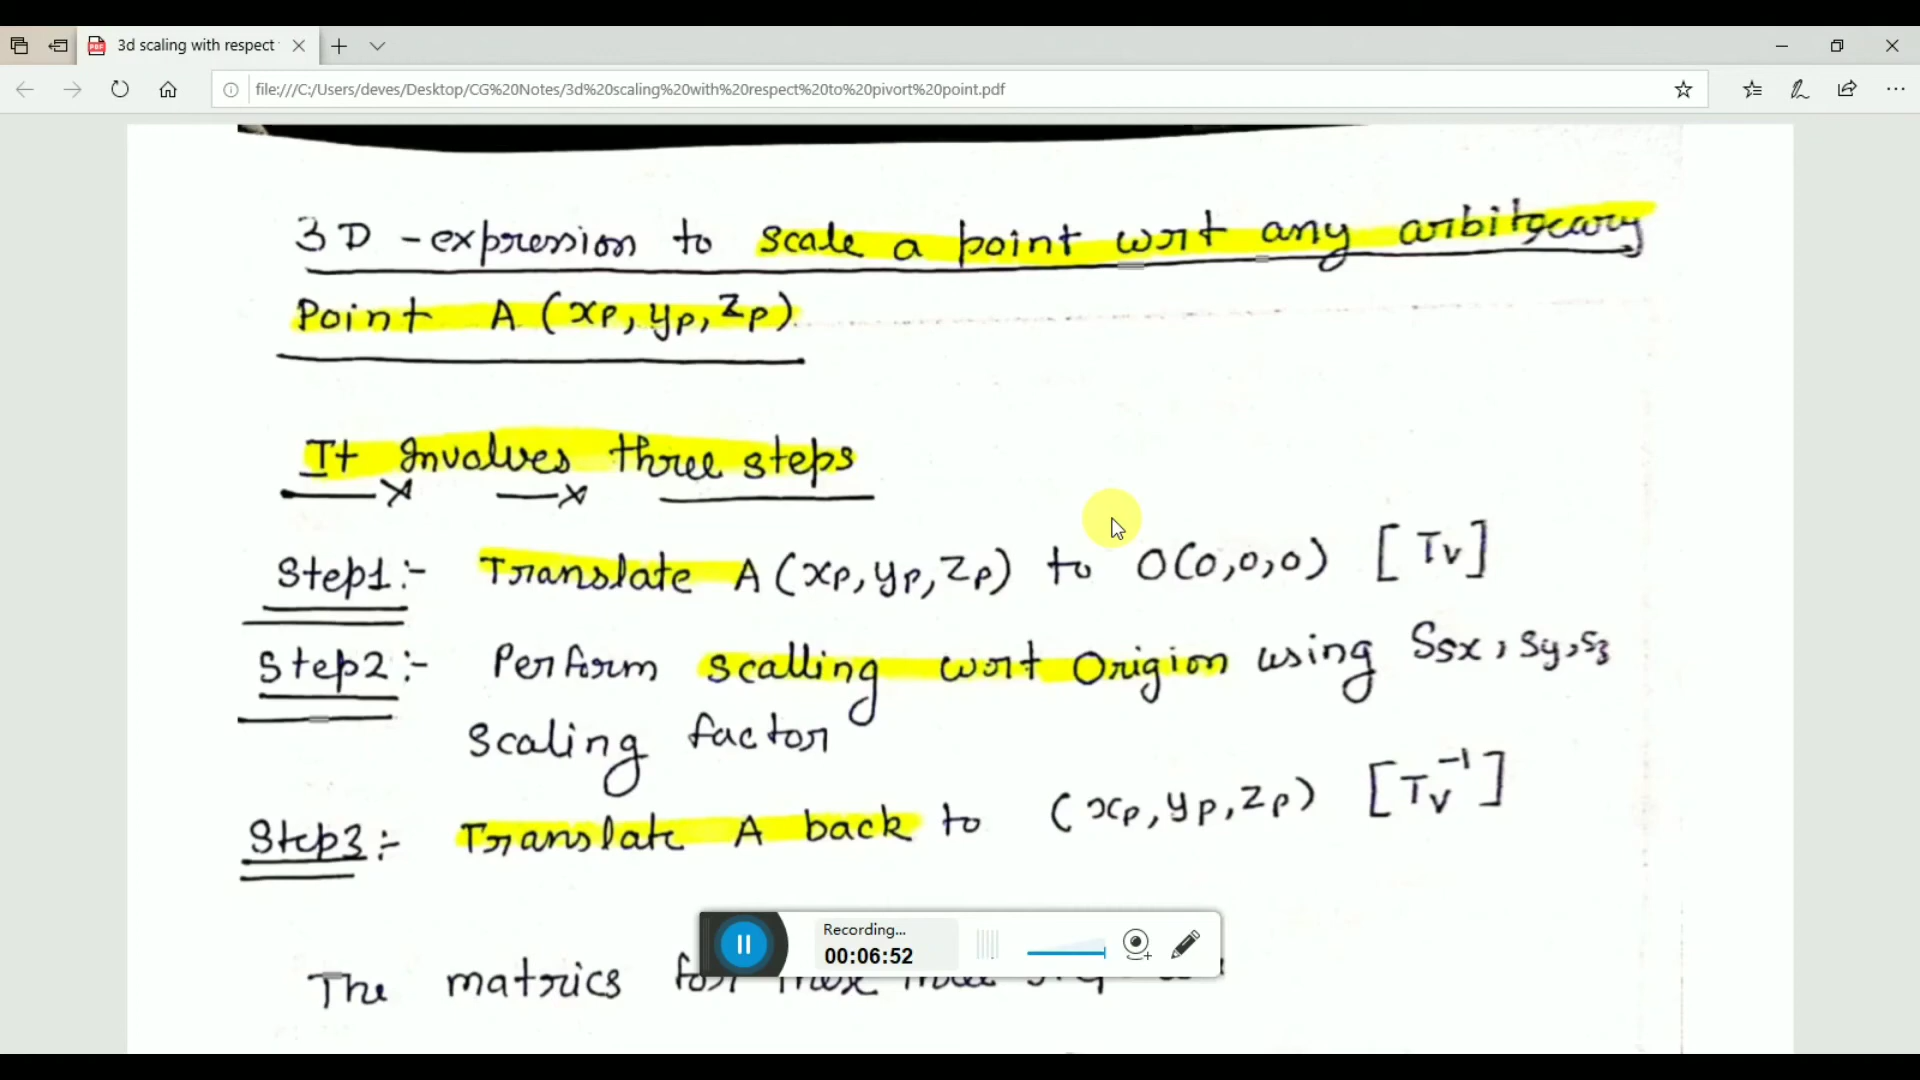 3d scaling with respect
file:///C:/Users/deves/Desktop/CG%20Notes/3d%20scaling%20with%20respect%20to%20pivort%20point.pdf
3D - expression to scale a point wrt any arbitrary
Point A (xp, yp, zp)
It involves three steps
Step1:- Translate A (xp, yp, zp) to O(0,0,0) [Tv]
Step2:- Perform scalling wrt Origion using Ssx, Sy, Sz
scaling factor
Step3:- Translate A back to (xp, yp, zp) [Tv⁻¹]
Recording...
00:06:52
The matrics for